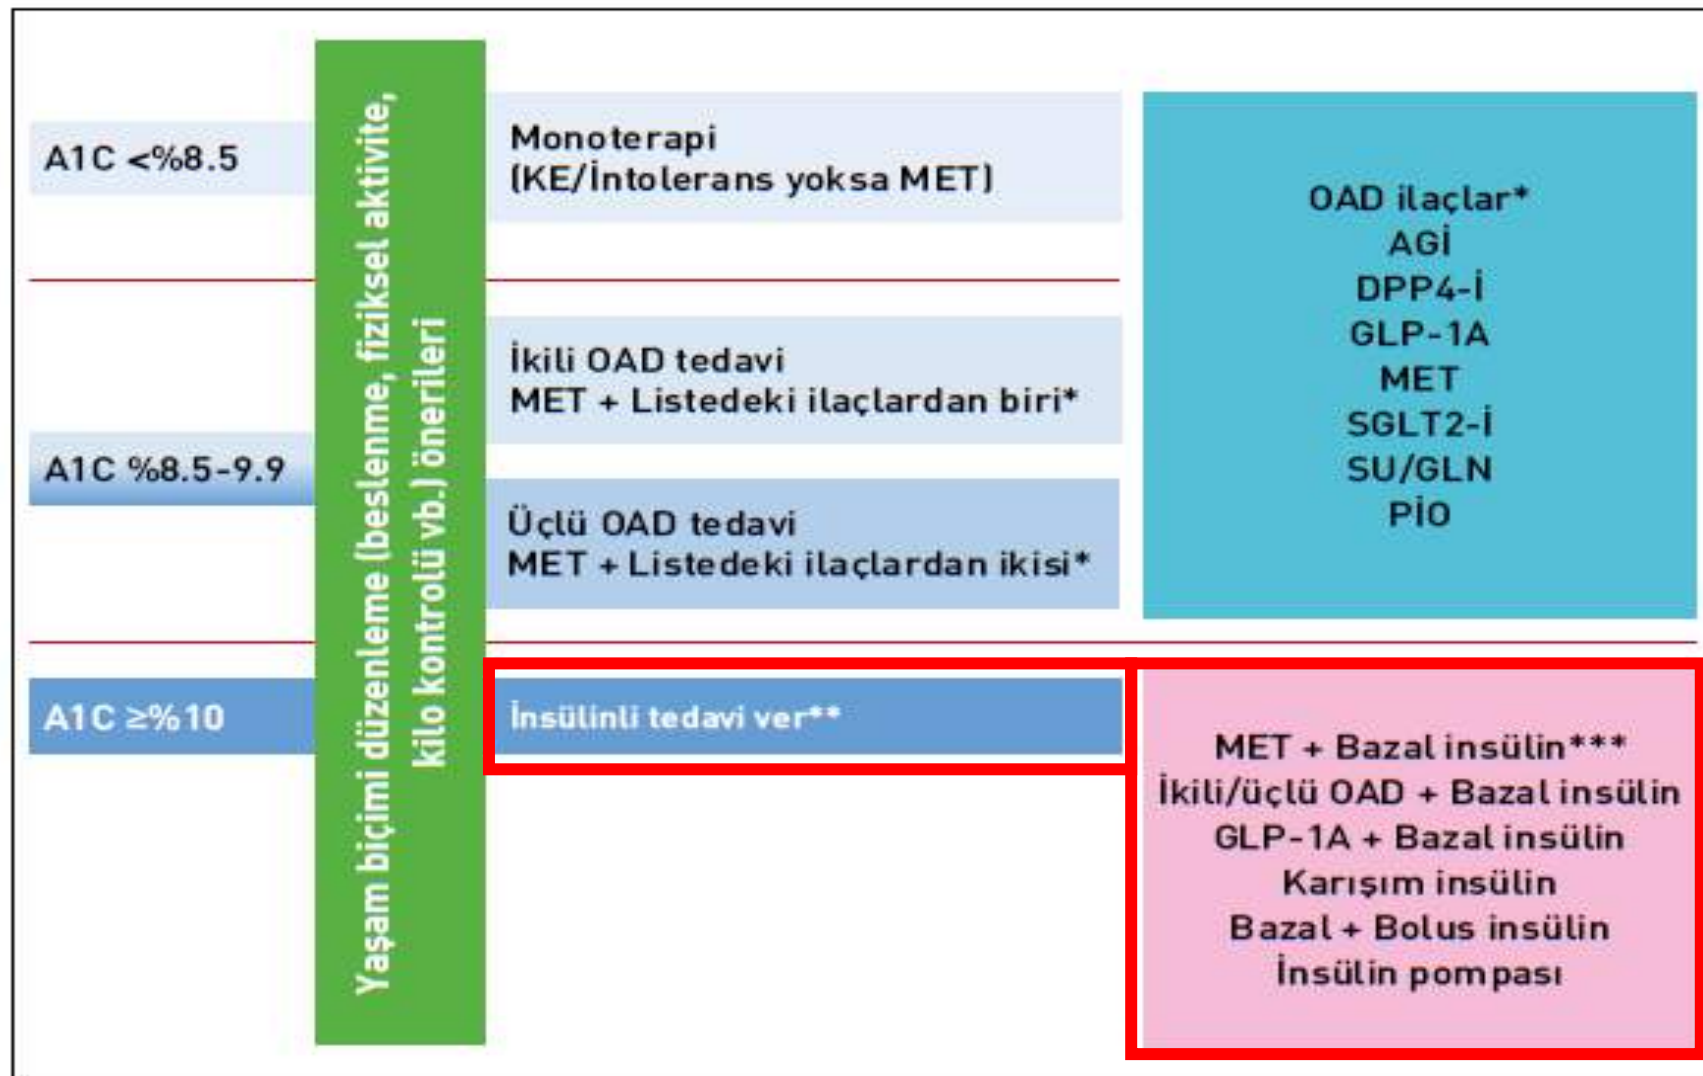 A1C <%8.5
Monoterapi
(KE/İntolerans yoksa MET)
A1C %8.5-9.9
İkili OAD tedavi
MET + Listedeki ilaçlardan biri*
Üçlü OAD tedavi
MET + Listedeki ilaçlardan ikisi*
A1C ≥%10
İnsülinli tedavi ver**
Yaşam biçimi düzenleme (beslenme, fiziksel aktivite,
kilo kontrolü vb.) önerileri
OAD ilaçlar*
AGİ
DPP4-İ
GLP-1A
MET
SGLT2-İ
SU/GLN
PİO
MET + Bazal insülin***
İkili/üçlü OAD + Bazal insülin
GLP-1A + Bazal insülin
Karışım insülin
Bazal + Bolus insülin
İnsülin pompası